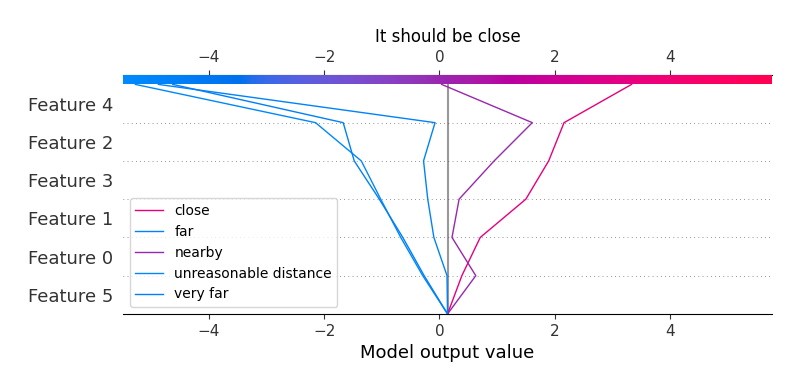 It should be close
−4 −2 0 2 4
Feature 4
Feature 2
Feature 3
Feature 1
Feature 0
Feature 5
close
far
nearby
unreasonable distance
very far
−4 −2 0 2 4
Model output value